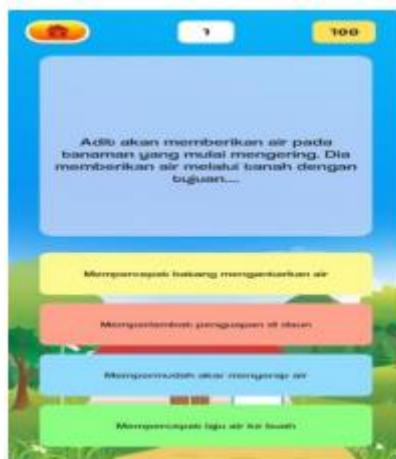 1
100
Adib akan memberikan air pada
tanaman yang mulai mengering. Dia
memberikan air melalui tanah dengan
tujuan....
Mempercepat batang mengantarkan air
Memperlambat penguapan di daun
Mempermudah akar menyerap air
Mempercepat laju air ke buah